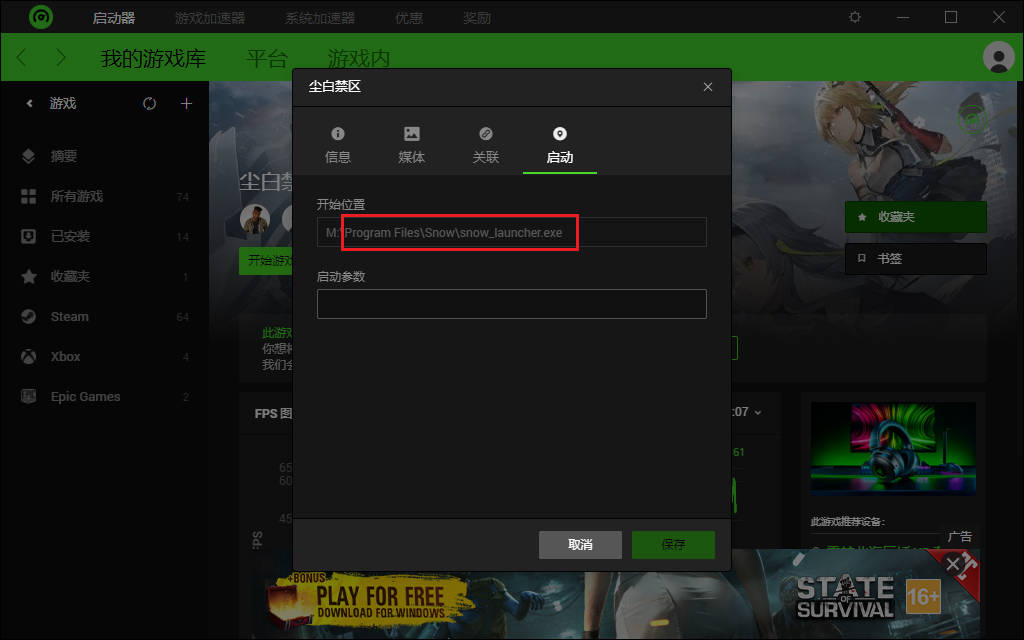 启动器 游戏加速器 系统加速器 优惠 奖励
我的游戏库 平台 游戏内
游戏
摘要
所有游戏 74
已安装 14
收藏夹 1
Steam 64
Xbox 4
Epic Games 2
尘白禁
开始游戏
此游戏
你想
我们会
FPS 图
65
60
45
FPS
尘白禁区
信息 媒体 关联 启动
开始位置
M:\Program Files\Snow\snow_launcher.exe
启动参数
取消 保存
收藏夹
书签
:07
61
此游戏推荐设备:
广告
+BONUS
PLAY FOR FREE
DOWNLOAD FOR WINDOWS
STATE
OF
SURVIVAL
16+